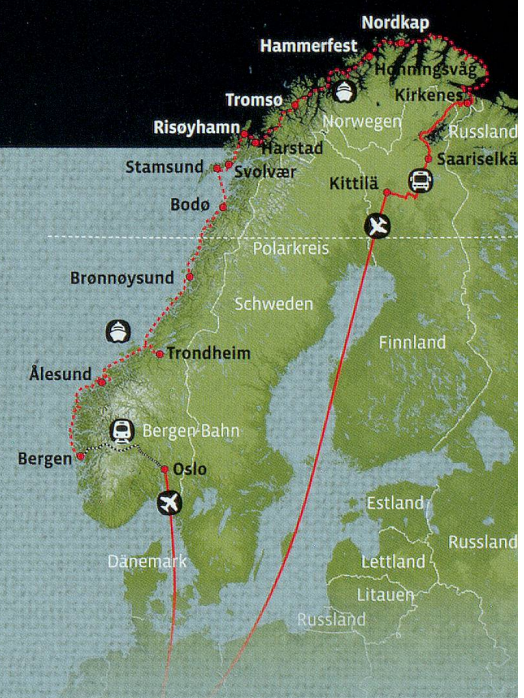 Nordkap
Hammerfest
Honningsvåg
Kirkenes
Tromsø
Norwegen
Russland
Risøyhamn
Harstad
Saariselkä
Stamsund
Svolvær
Kittilä
Bodø
Polarkreis
Brønnøysund
Schweden
Finnland
Trondheim
Ålesund
Bergen-Bahn
Bergen
Oslo
Estland
Russland
Dänemark
Lettland
Litauen
Russland